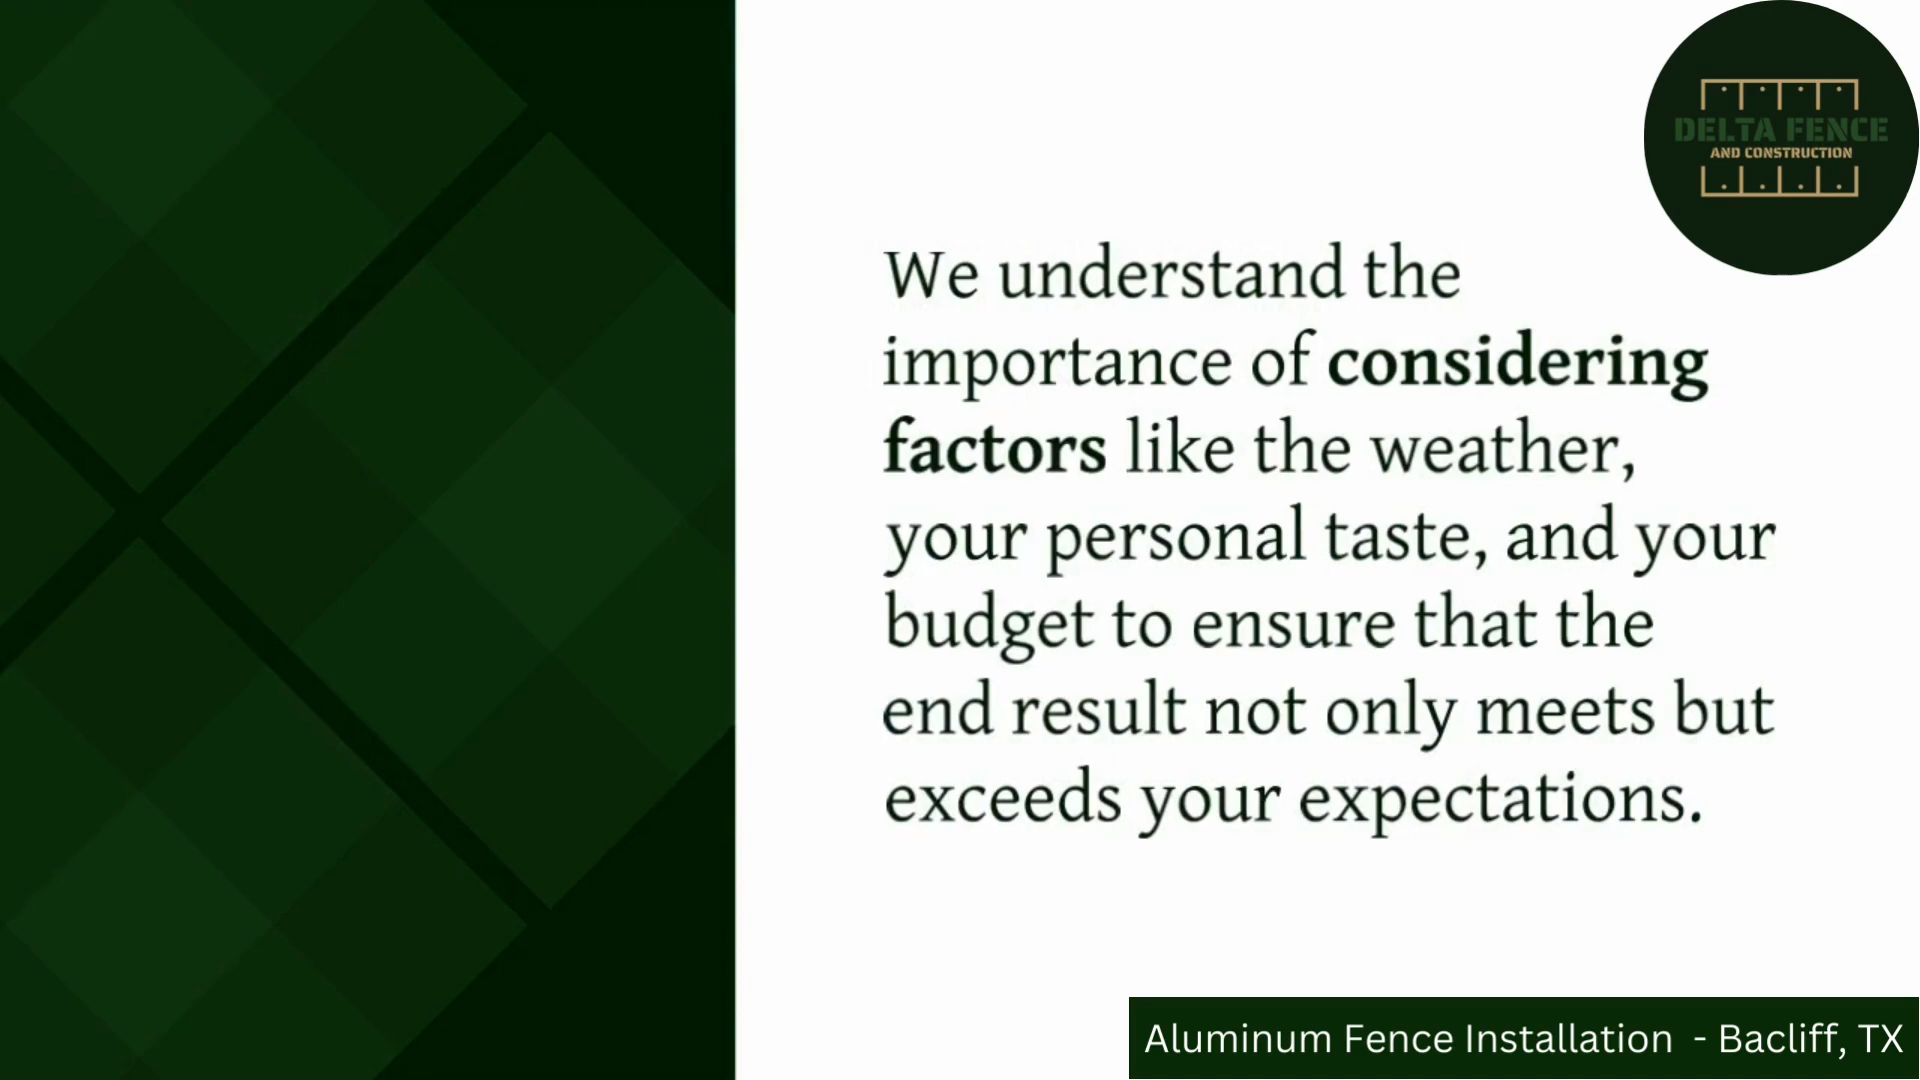 DELTA FENCE
AND CONSTRUCTION
We understand the
importance of considering
factors like the weather,
your personal taste, and your
budget to ensure that the
end result not only meets but
exceeds your expectations.
Aluminum Fence Installation - Bacliff, TX